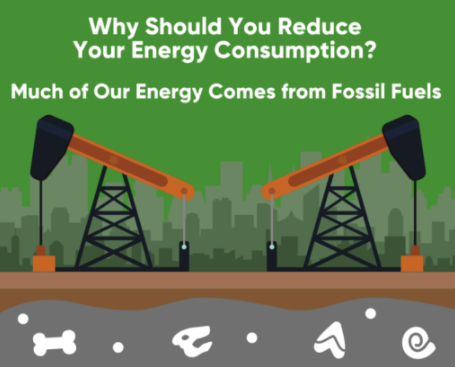 Why Should You Reduce
Your Energy Consumption?
Much of Our Energy Comes from Fossil Fuels